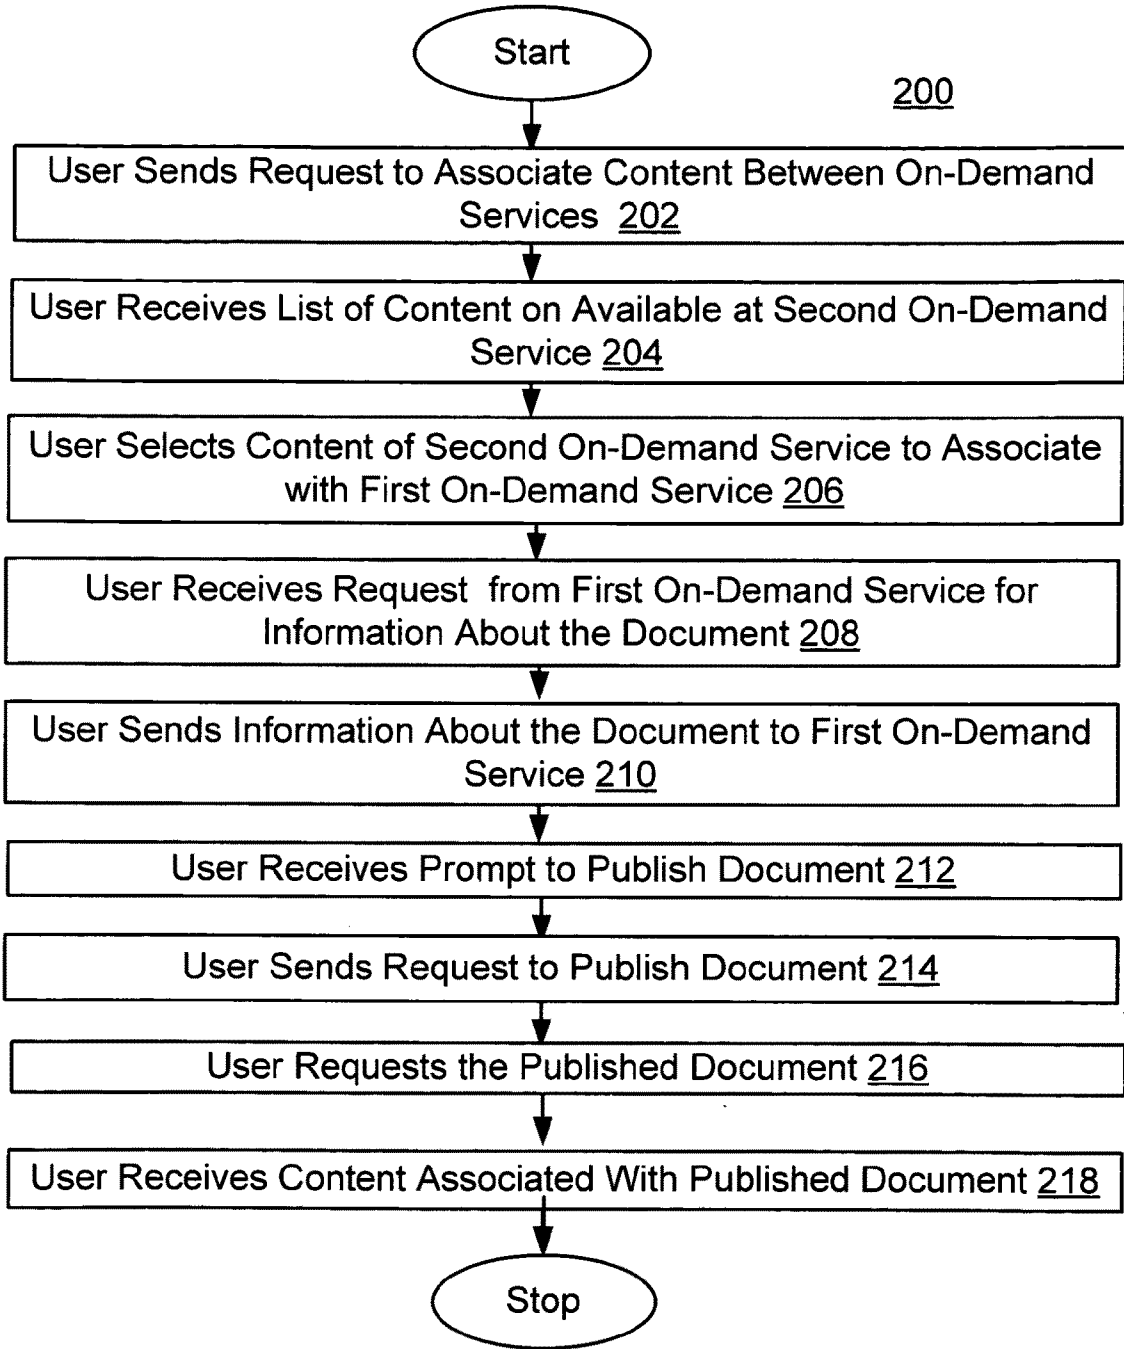 Start
200
User Sends Request to Associate Content Between On-Demand
Services 202
User Receives List of Content on Available at Second On-Demand
Service 204
User Selects Content of Second On-Demand Service to Associate
with First On-Demand Service 206
User Receives Request from First On-Demand Service for
Information About the Document 208
User Sends Information About the Document to First On-Demand
Service 210
User Receives Prompt to Publish Document 212
User Sends Request to Publish Document 214
User Requests the Published Document 216
User Receives Content Associated With Published Document 218
Stop